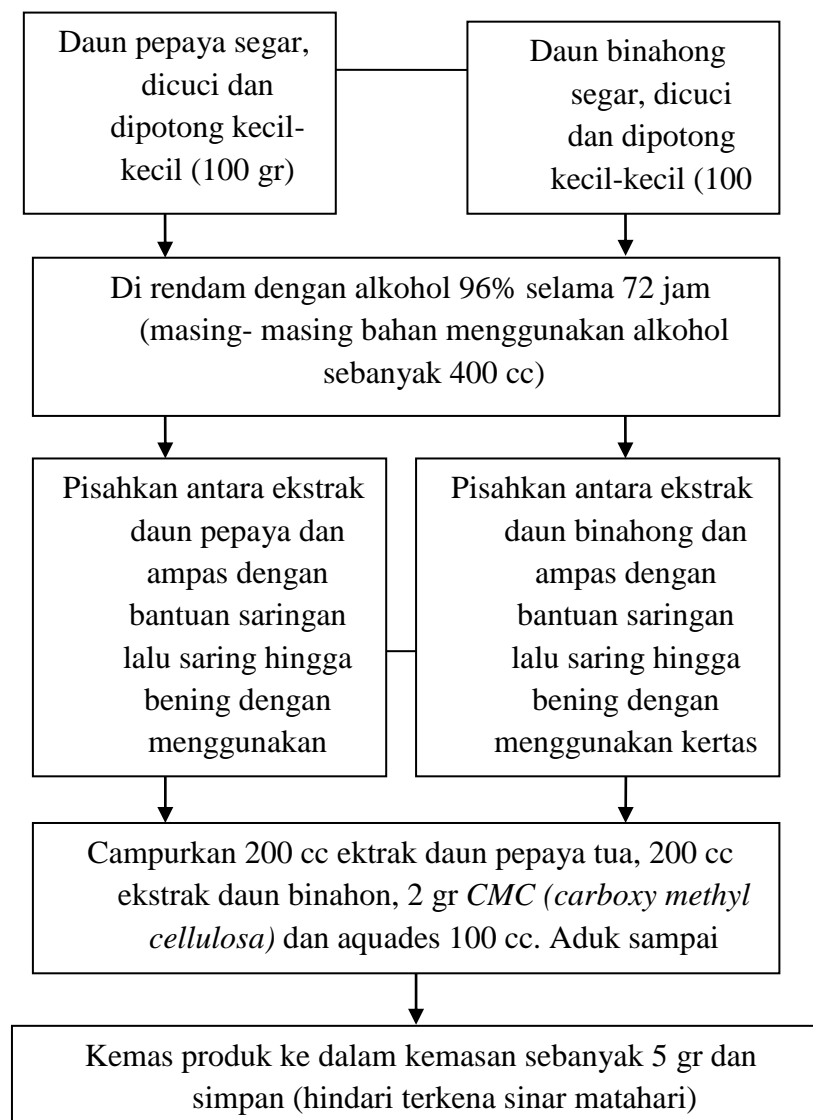 Daun pepaya segar,
dicuci dan
dipotong kecil-
kecil (100 gr)
Daun binahong
segar, dicuci
dan dipotong
kecil-kecil (100
Di rendam dengan alkohol 96% selama 72 jam
(masing- masing bahan menggunakan alkohol
sebanyak 400 cc)
Pisahkan antara ekstrak
daun pepaya dan
ampas dengan
bantuan saringan
lalu saring hingga
bening dengan
menggunakan
Pisahkan antara ekstrak
daun binahong dan
ampas dengan
bantuan saringan
lalu saring hingga
bening dengan
menggunakan kertas
Campurkan 200 cc ektrak daun pepaya tua, 200 cc
ekstrak daun binahon, 2 gr CMC (carboxy methyl
cellulosa) dan aquades 100 cc. Aduk sampai
Kemas produk ke dalam kemasan sebanyak 5 gr dan
simpan (hindari terkena sinar matahari)